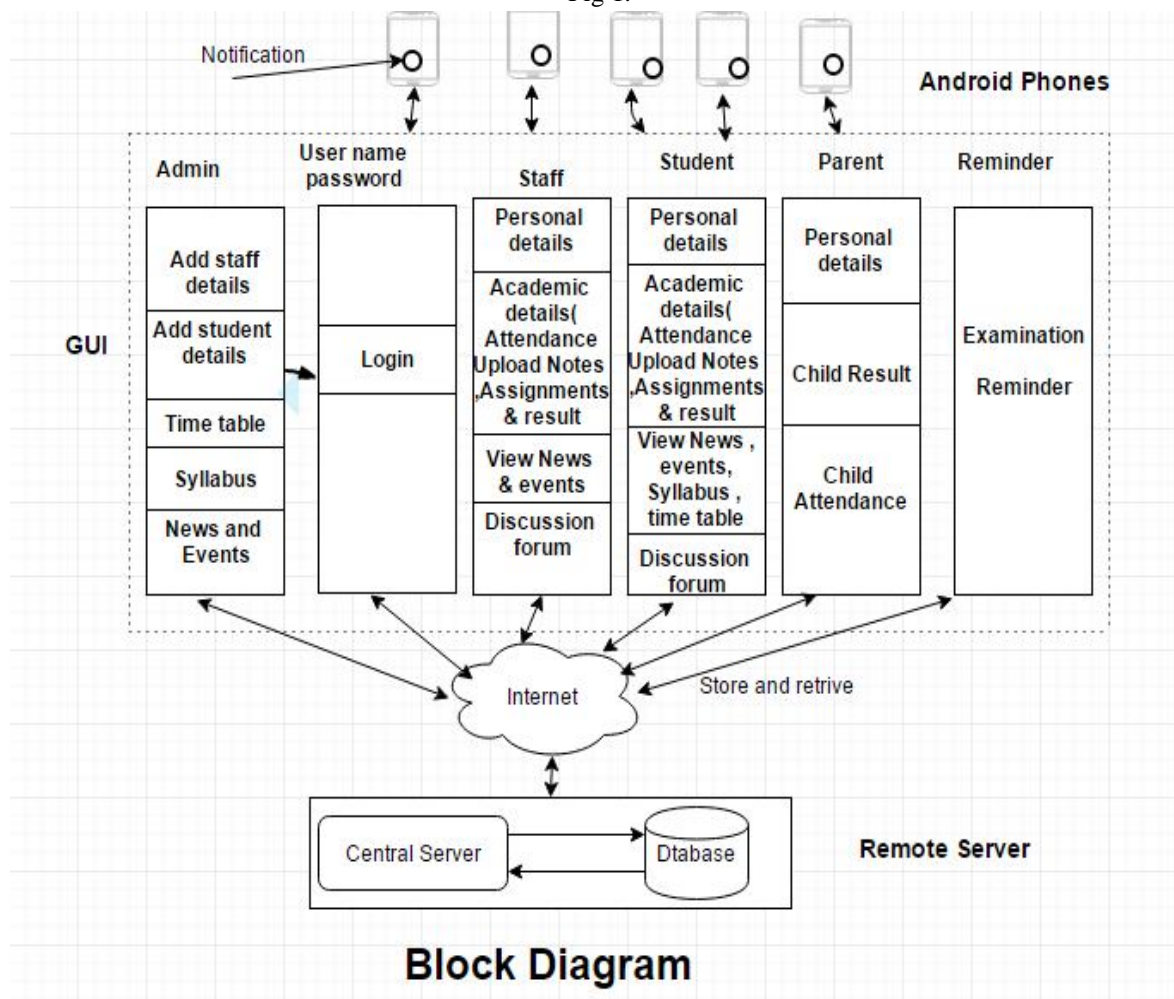 Fig 1.
Notification
Android Phones
Admin
User name
password
Staff
Student
Parent
Reminder
GUI
Add staff
details
Add student
details
Time table
Syllabus
News and
Events
Login
Personal
details
Academic
details(
Attendance
Upload Notes
,Assignments
& result
View News
& events
Discussion
forum
Personal
details
Academic
details(
Attendance
Upload Notes
,Assignments
& result
View News ,
events,
Syllabus ,
time table
Discussion
forum
Personal
details
Child Result
Child
Attendance
Examination
Reminder
Internet
Store and retrive
Central Server
Dtabase
Remote Server
Block Diagram